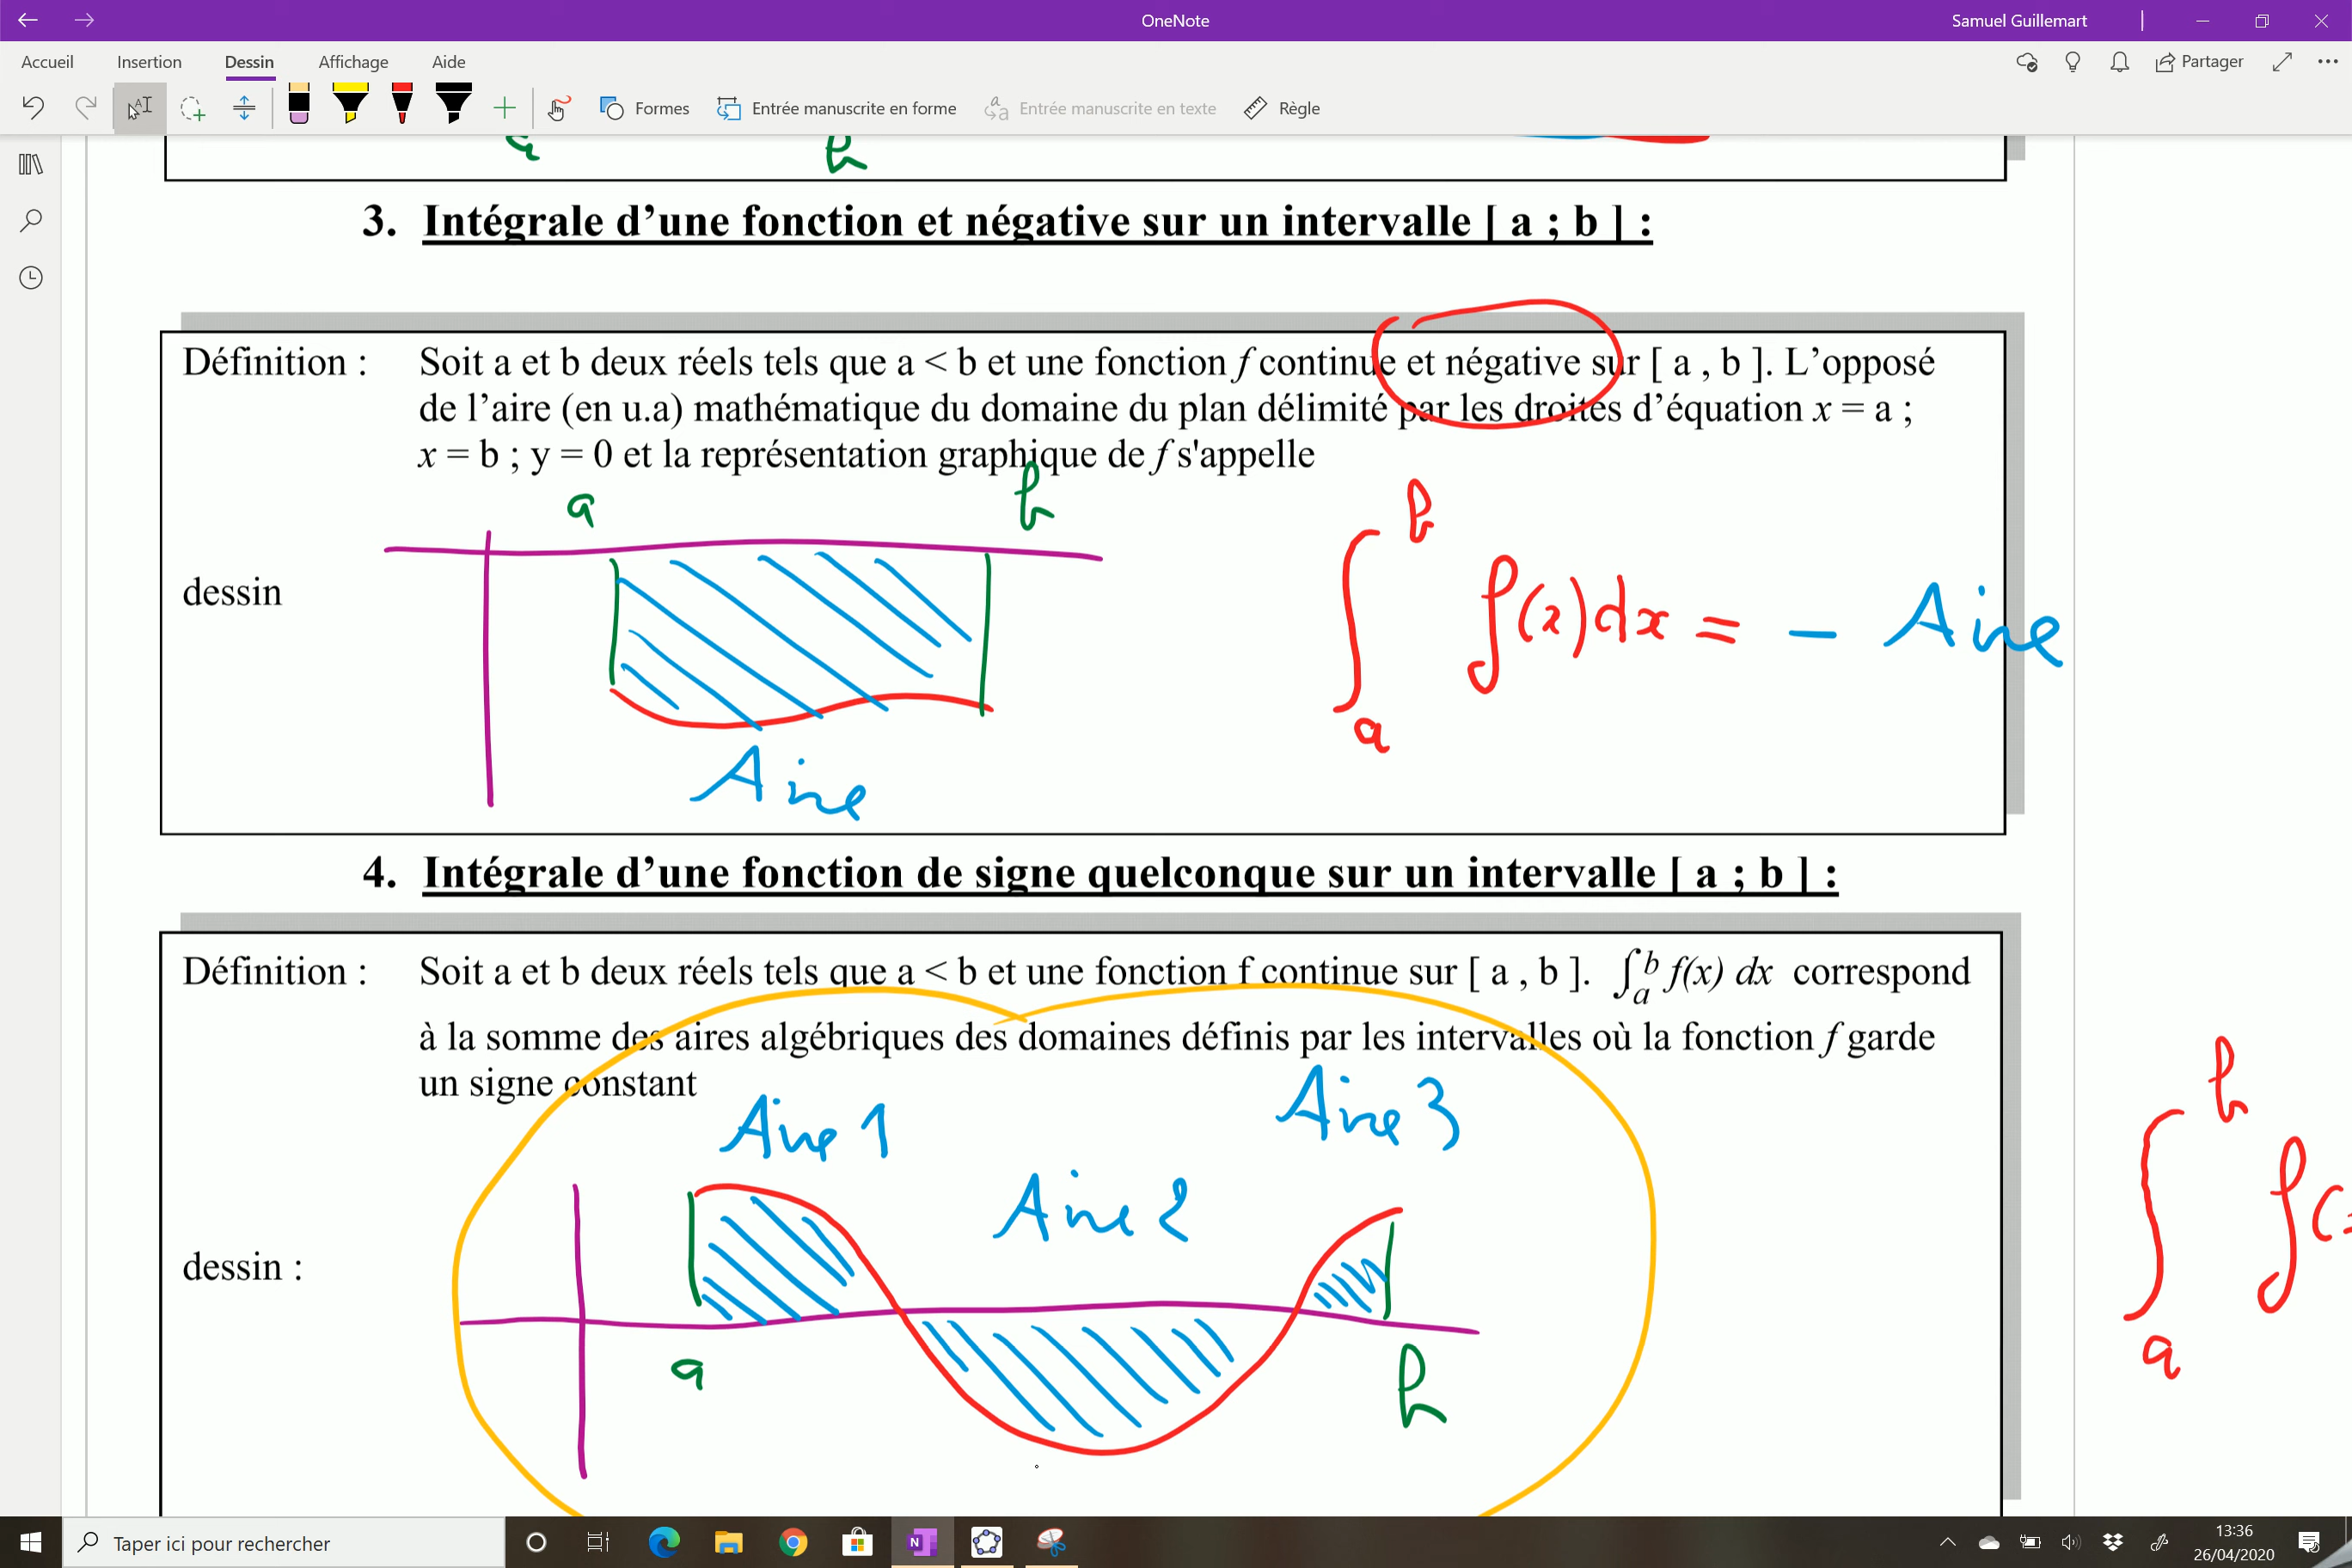 OneNote
Samuel Guillemart
Accueil Insertion Dessin Affichage Aide
Partager
Formes Entrée manuscrite en forme Entrée manuscrite en texte Règle
a b
3. Intégrale d’une fonction et négative sur un intervalle [ a ; b ] :
Définition : Soit a et b deux réels tels que a < b et une fonction f continue et négative sur [ a , b ]. L’opposé
de l’aire (en u.a) mathématique du domaine du plan délimité par les droites d’équation x = a ;
x = b ; y = 0 et la représentation graphique de f s'appelle
a b
dessin
∫_a^b f(x)dx = - Aire
Aire
4. Intégrale d’une fonction de signe quelconque sur un intervalle [ a ; b ] :
Définition : Soit a et b deux réels tels que a < b et une fonction f continue sur [ a , b ]. ∫_a^b f(x) dx correspond
à la somme des aires algébriques des domaines définis par les intervalles où la fonction f garde
un signe constant
Aire 1 Aire 3
Aire 2
dessin :
a b
∫_a^b f(
Taper ici pour rechercher
13:36
26/04/2020